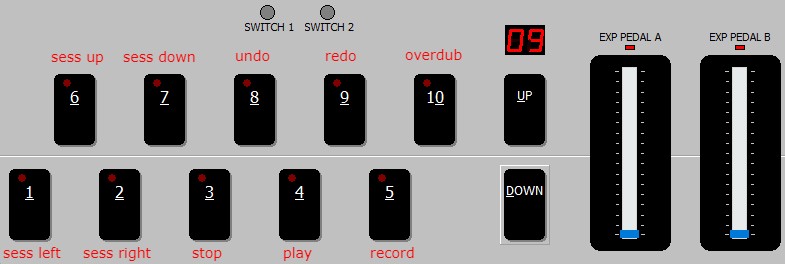 SWITCH 1 SWITCH 2
09
EXP PEDAL A EXP PEDAL B
sess up sess down undo redo overdub
6 7 8 9 10 UP
1 2 3 4 5 DOWN
sess left sess right stop play record